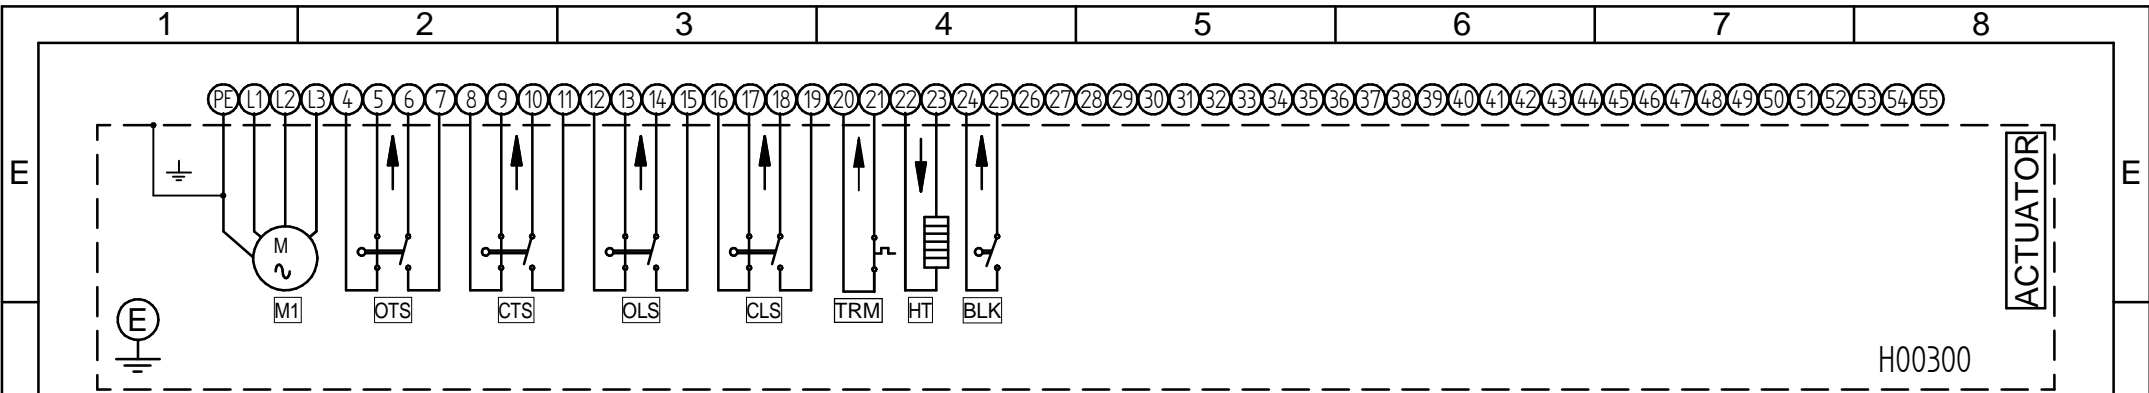 1 2 3 4 5 6 7 8
PE L1 L2 L3 4 5 6 7 8 9 10 11 12 13 14 15 16 17 18 19 20 21 22 23 24 25 26 27 28 29 30 31 32 33 34 35 36 37 38 39 40 41 42 43 44 45 46 47 48 49 50 51 52 53 54 55
E E
ACTUATOR
M
M1 OTS CTS OLS CLS TRM HT BLK
E
H00300